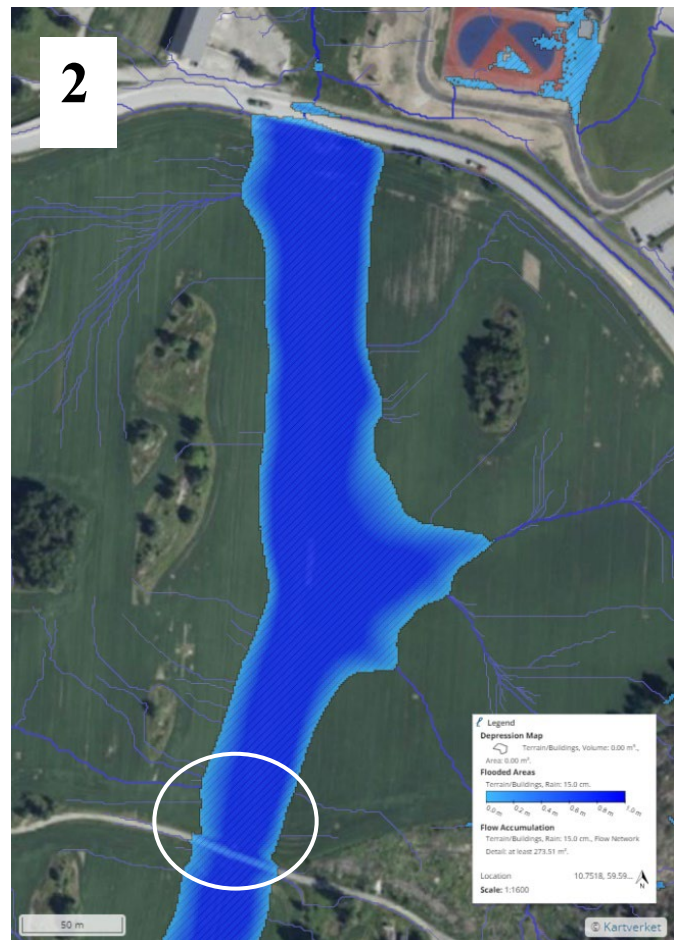 2
Legend
Depression Map
Terrain/Buildings, Volume: 0.00 m³.,
Area: 0.00 m².
Flooded Areas
Terrain/Buildings, Rain: 15.0 cm.
0.0 m 0.2 m 0.4 m 0.6 m 0.8 m 1.0 m
Flow Accumulation
Terrain/Buildings, Rain: 15.0 cm., Flow Network
Detail: at least 273.51 m².
Location 10.7518, 59.59...
N
Scale: 1:1600
50 m
© Kartverket